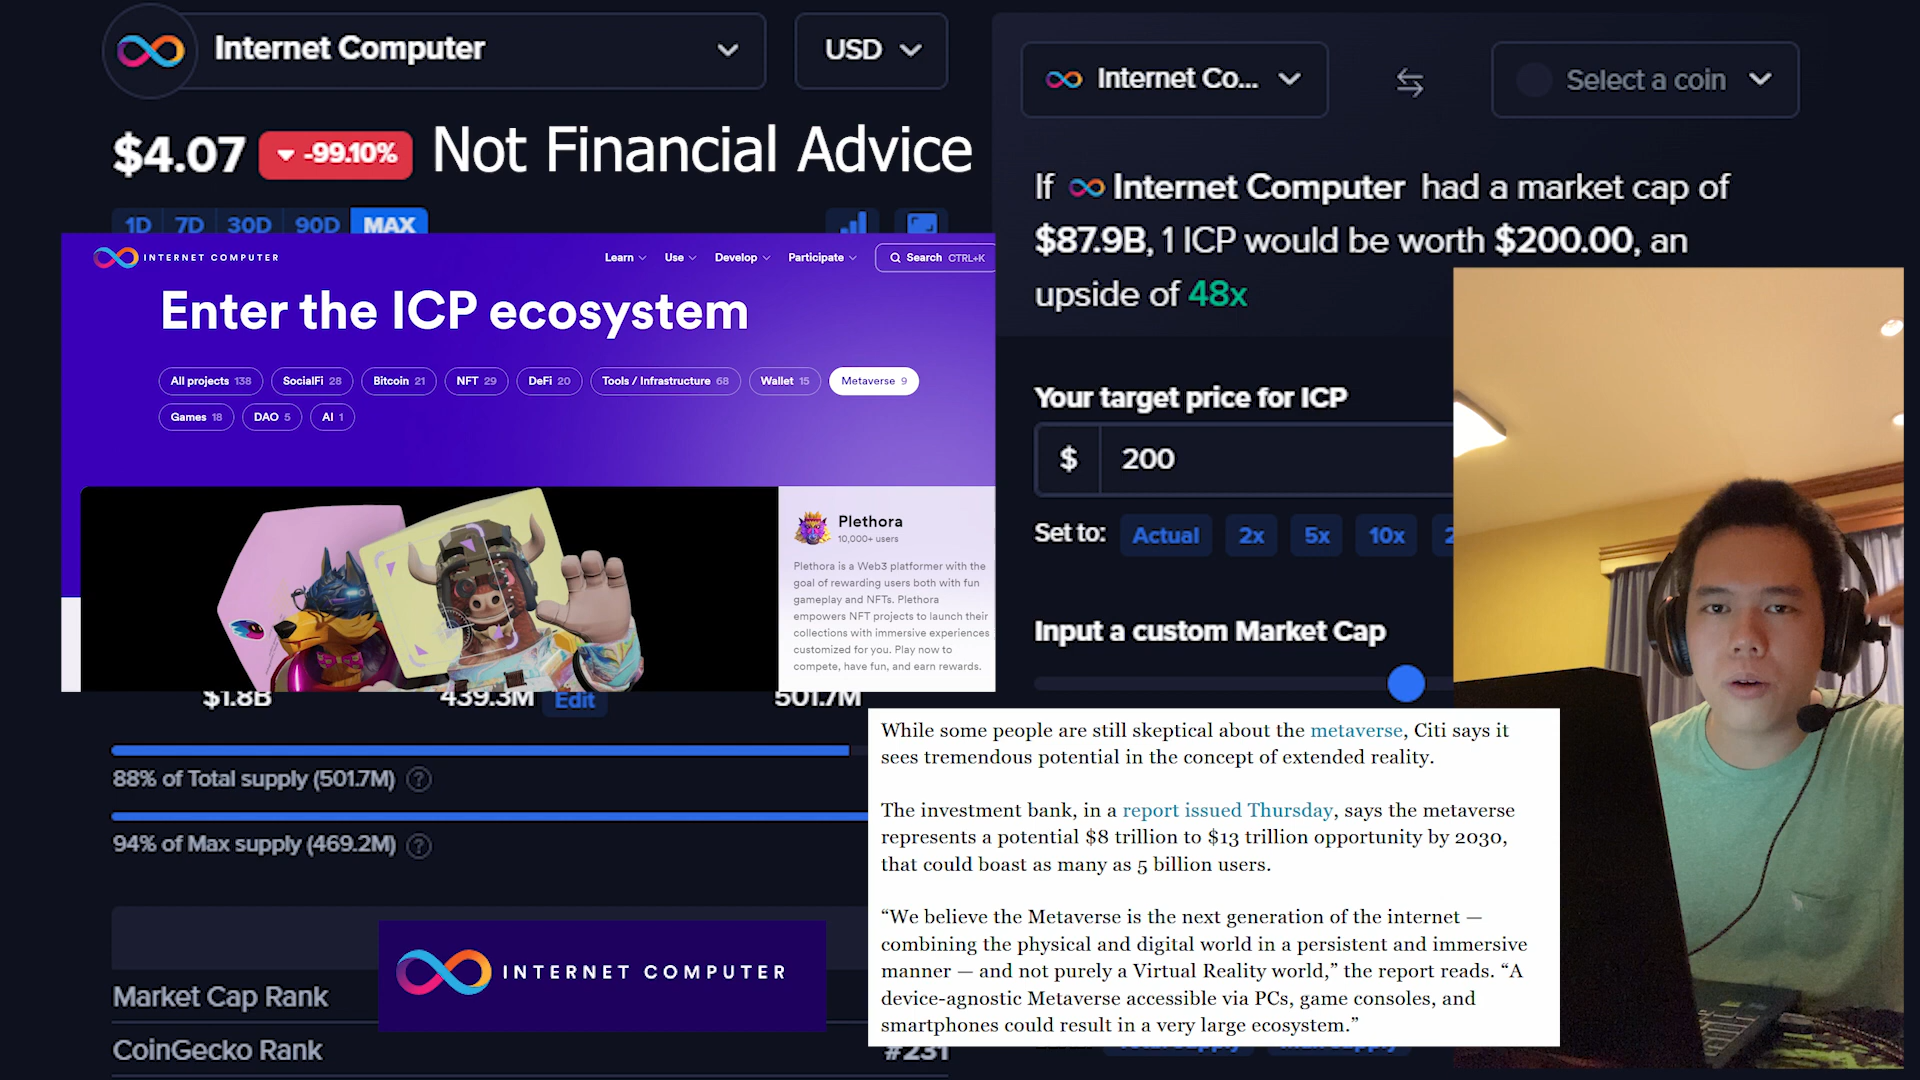 Internet Computer
USD
$4.07
-99.10%
Not Financial Advice
1D 7D 30D 90D MAX
INTERNET COMPUTER
Learn Use Develop Participate Search CTRL+K
Enter the ICP ecosystem
All projects 138 SocialFi 28 Bitcoin 21 NFT 29 DeFi 20 Tools / Infrastructure 68 Wallet 15 Metaverse 9
Games 18 DAO 5 AI 1
Plethora
10,000+ users
Plethora is a Web3 platformer with the
goal of rewarding users both with fun
gameplay and NFTs. Plethora
empowers NFT projects to launch their
collections with immersive experiences
customized for you. Play now to
compete, have fun, and earn rewards.
$1.8B 439.3M Edit 501.7M
88% of Total supply (501.7M) ?
94% of Max supply (469.2M) ?
INTERNET COMPUTER
Market Cap Rank
CoinGecko Rank #231
Internet Co...
Select a coin
If Internet Computer had a market cap of
$87.9B, 1 ICP would be worth $200.00, an
upside of 48x
Your target price for ICP
$ 200
Set to: Actual 2x 5x 10x
Input a custom Market Cap
While some people are still skeptical about the metaverse, Citi says it
sees tremendous potential in the concept of extended reality.
The investment bank, in a report issued Thursday, says the metaverse
represents a potential $8 trillion to $13 trillion opportunity by 2030,
that could boast as many as 5 billion users.
“We believe the Metaverse is the next generation of the internet —
combining the physical and digital world in a persistent and immersive
manner — and not purely a Virtual Reality world,” the report reads. “A
device-agnostic Metaverse accessible via PCs, game consoles, and
smartphones could result in a very large ecosystem.”